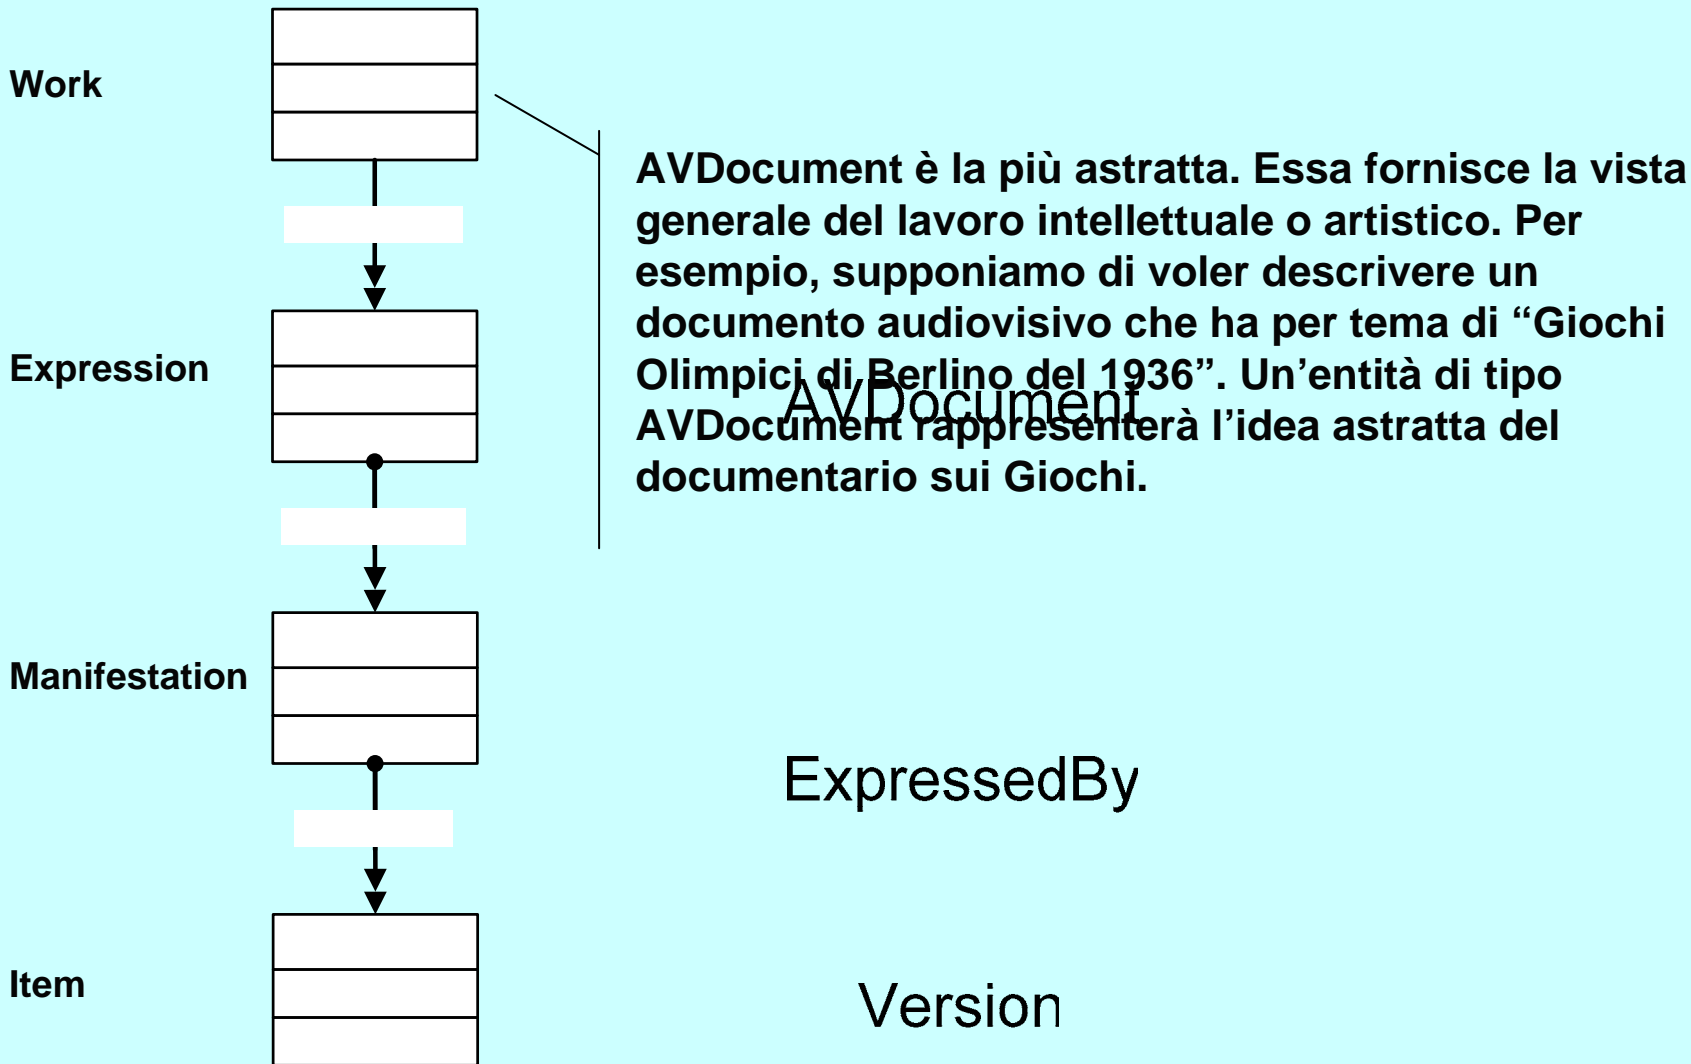 Work
AVDocument è la più astratta. Essa fornisce la vista
generale del lavoro intellettuale o artistico. Per
esempio, supponiamo di voler descrivere un
documento audiovisivo che ha per tema di “Giochi
Olimpici di Berlino del 1936”. Un’entità di tipo
AVDocument rappresenterà l’idea astratta del
documentario sui Giochi.
Expression
AVDocument
Manifestation
ExpressedBy
Item
Version